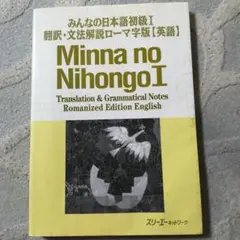 みんなの日本語初級Ⅰ
翻訳・文法解説ローマ字版【英語】
Minna no
Nihongo Ⅰ
Translation & Grammatical Notes
Romanized Edition English
スリーエーネットワーク